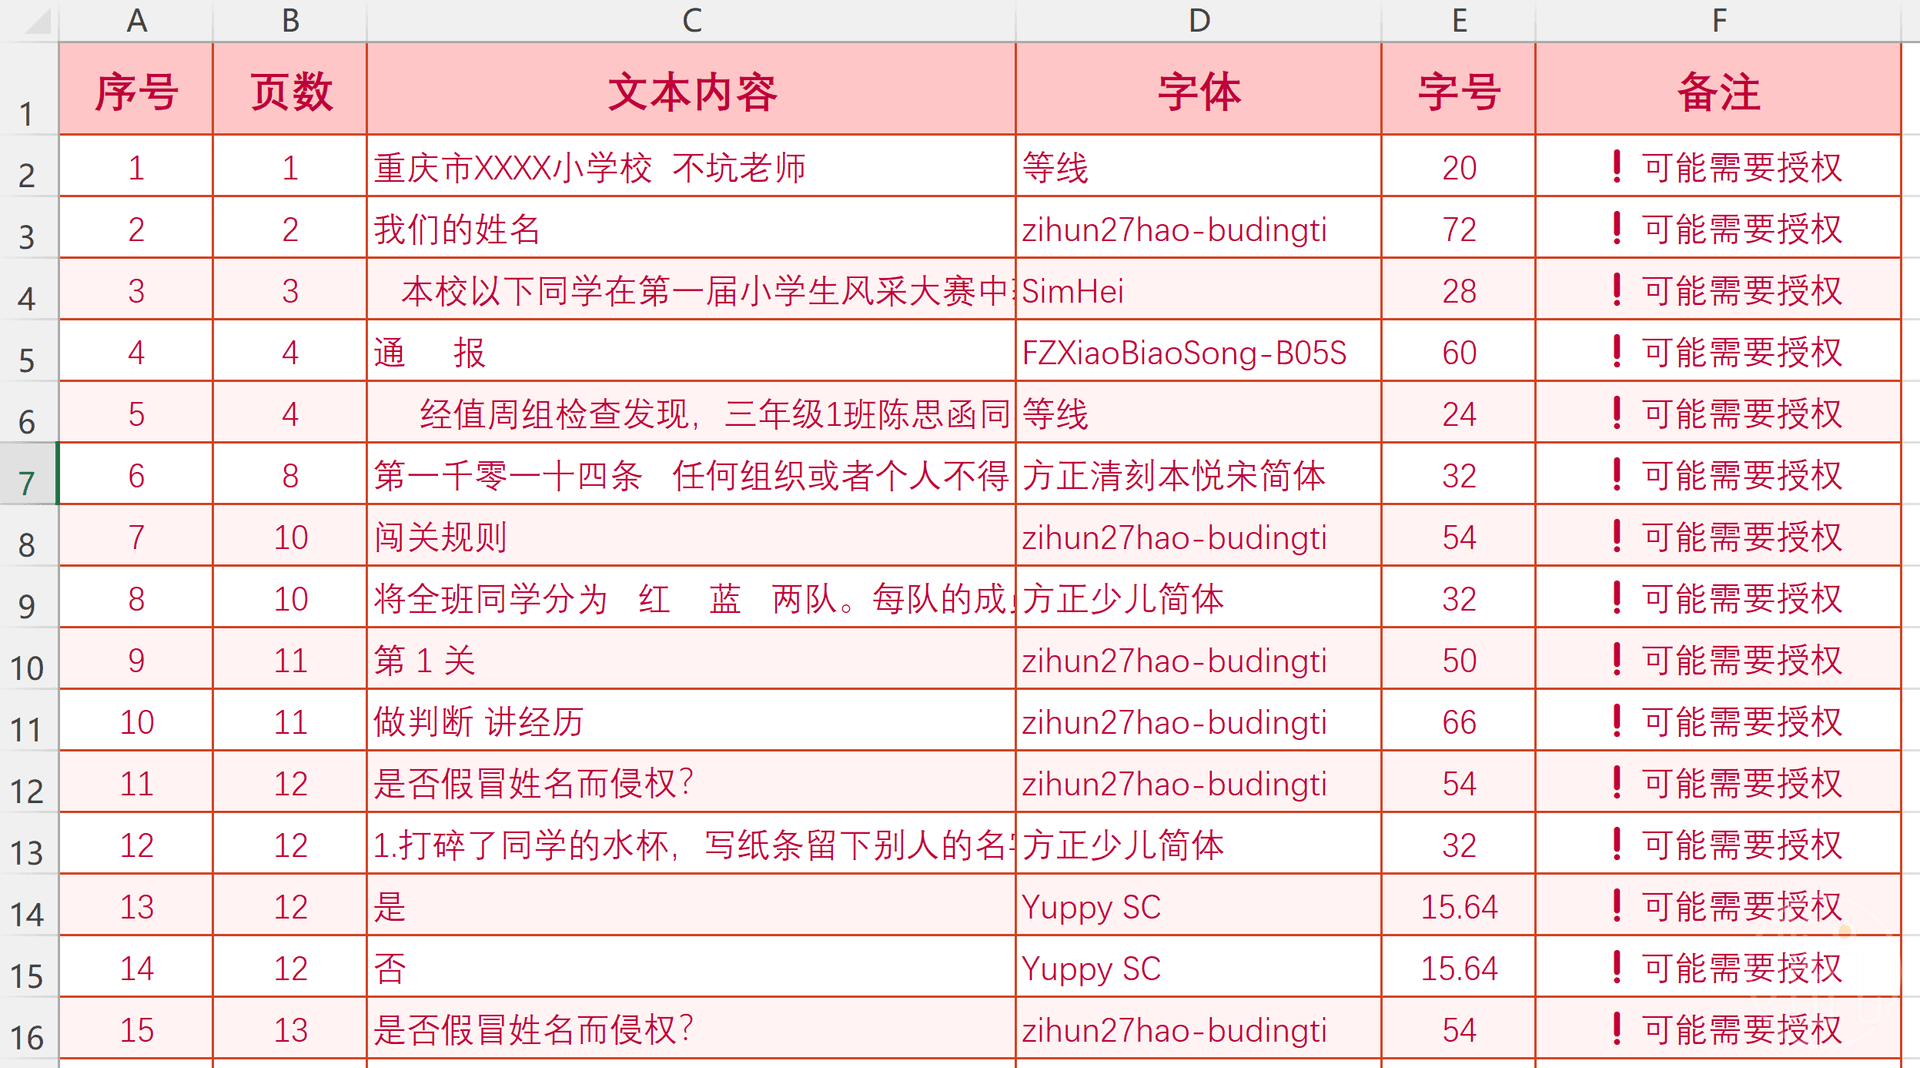 A B C D E F
1 序号 页数 文本内容 字体 字号 备注
2 1 1 重庆市XXXX小学校 不坑老师 等线 20 ❗可能需要授权
3 2 2 我们的姓名 zihun27hao-budingti 72 ❗可能需要授权
4 3 3 本校以下同学在第一届小学生风采大赛中 SimHei 28 ❗可能需要授权
5 4 4 通 报 FZXiaoBiaoSong-B05S 60 ❗可能需要授权
6 5 4 经值周组检查发现，三年级1班陈思函同 等线 24 ❗可能需要授权
7 6 8 第一千零一十四条 任何组织或者个人不得 方正清刻本悦宋简体 32 ❗可能需要授权
8 7 10 闯关规则 zihun27hao-budingti 54 ❗可能需要授权
9 8 10 将全班同学分为 红 蓝 两队。每队的成 方正少儿简体 32 ❗可能需要授权
10 9 11 第 1 关 zihun27hao-budingti 50 ❗可能需要授权
11 10 11 做判断 讲经历 zihun27hao-budingti 66 ❗可能需要授权
12 11 12 是否假冒姓名而侵权？ zihun27hao-budingti 54 ❗可能需要授权
13 12 12 1.打碎了同学的水杯，写纸条留下别人的名 方正少儿简体 32 ❗可能需要授权
14 13 12 是 Yuppy SC 15.64 ❗可能需要授权
15 14 12 否 Yuppy SC 15.64 ❗可能需要授权
16 15 13 是否假冒姓名而侵权？ zihun27hao-budingti 54 ❗可能需要授权